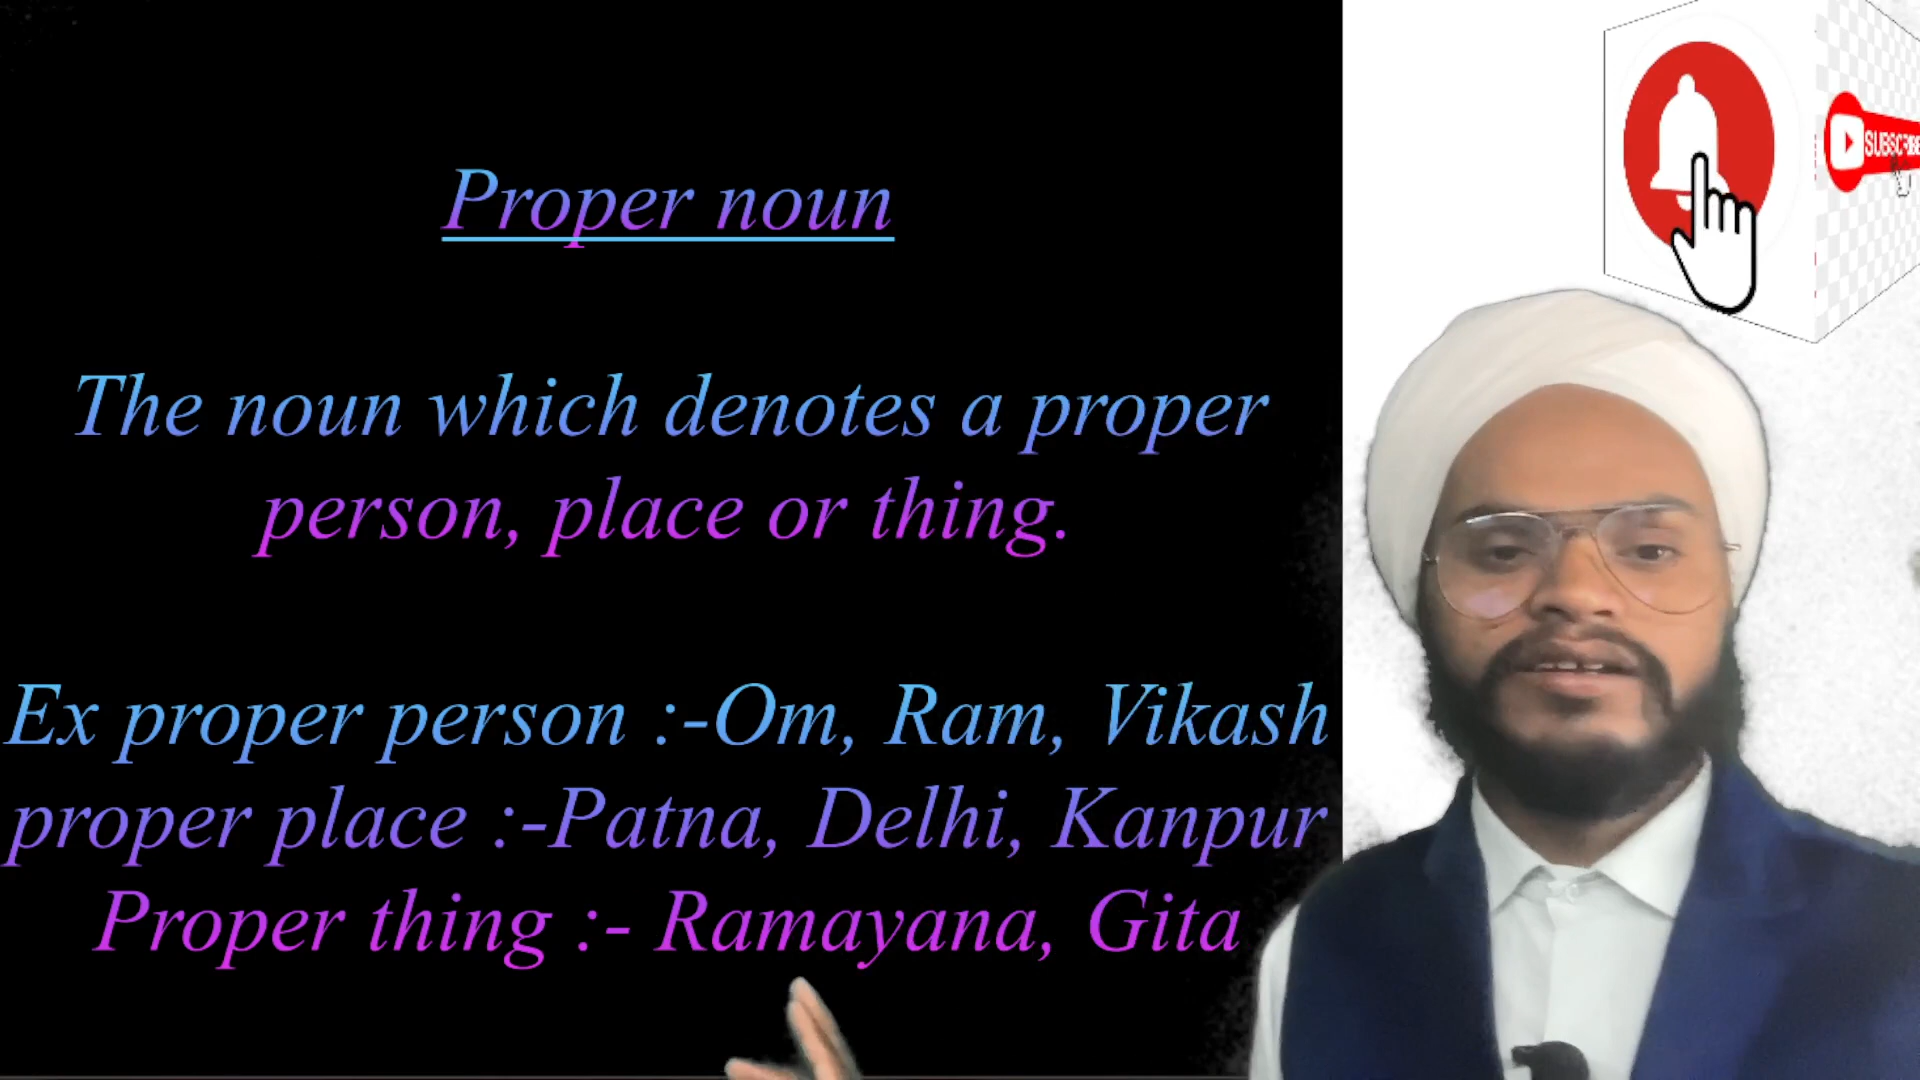 Proper noun
The noun which denotes a proper
person, place or thing.
Ex proper person :-Om, Ram, Vikash
proper place :-Patna, Delhi, Kanpur
Proper thing :- Ramayana, Gita
SUBSCRIBE